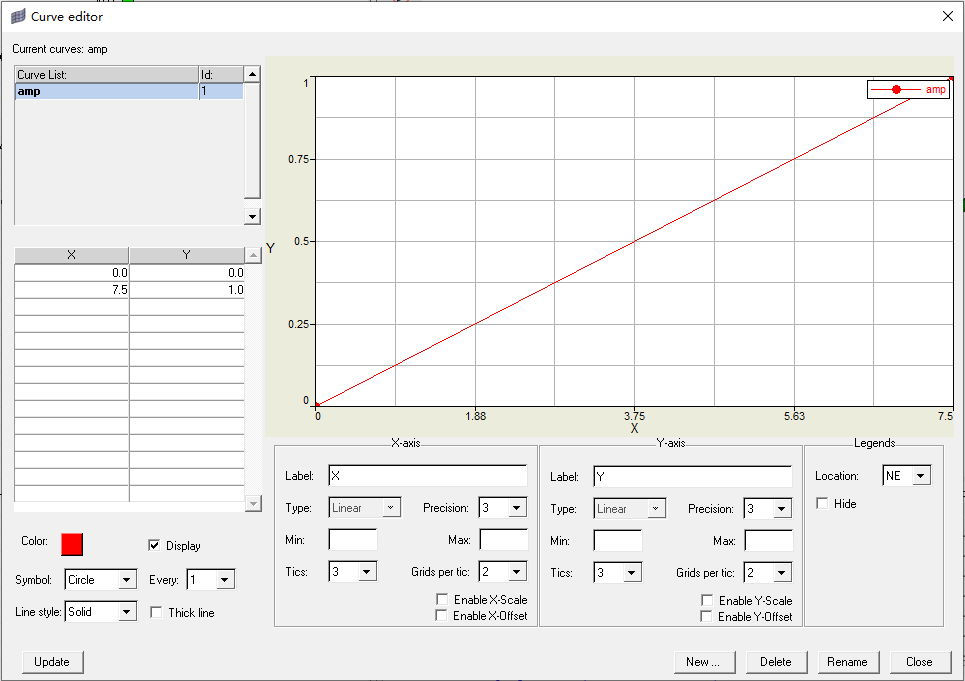 Curve editor
Current curves: amp
Curve List: Id:
amp 1
X Y
0.0 0.0
7.5 1.0
Color: Display
Symbol: Circle Every: 1
Line style: Solid Thick line
Update
amp
1
0.75
0.5
0.25
0
Y
0 1.88 3.75 5.63 7.5
X
X-axis
Label: X
Type: Linear Precision: 3
Min: Max:
Tics: 3 Grids per tic: 2
Enable X-Scale
Enable X-Offset
Y-axis
Label: Y
Type: Linear Precision: 3
Min: Max:
Tics: 3 Grids per tic: 2
Enable Y-Scale
Enable Y-Offset
Legends
Location: NE
Hide
New ... Delete Rename Close